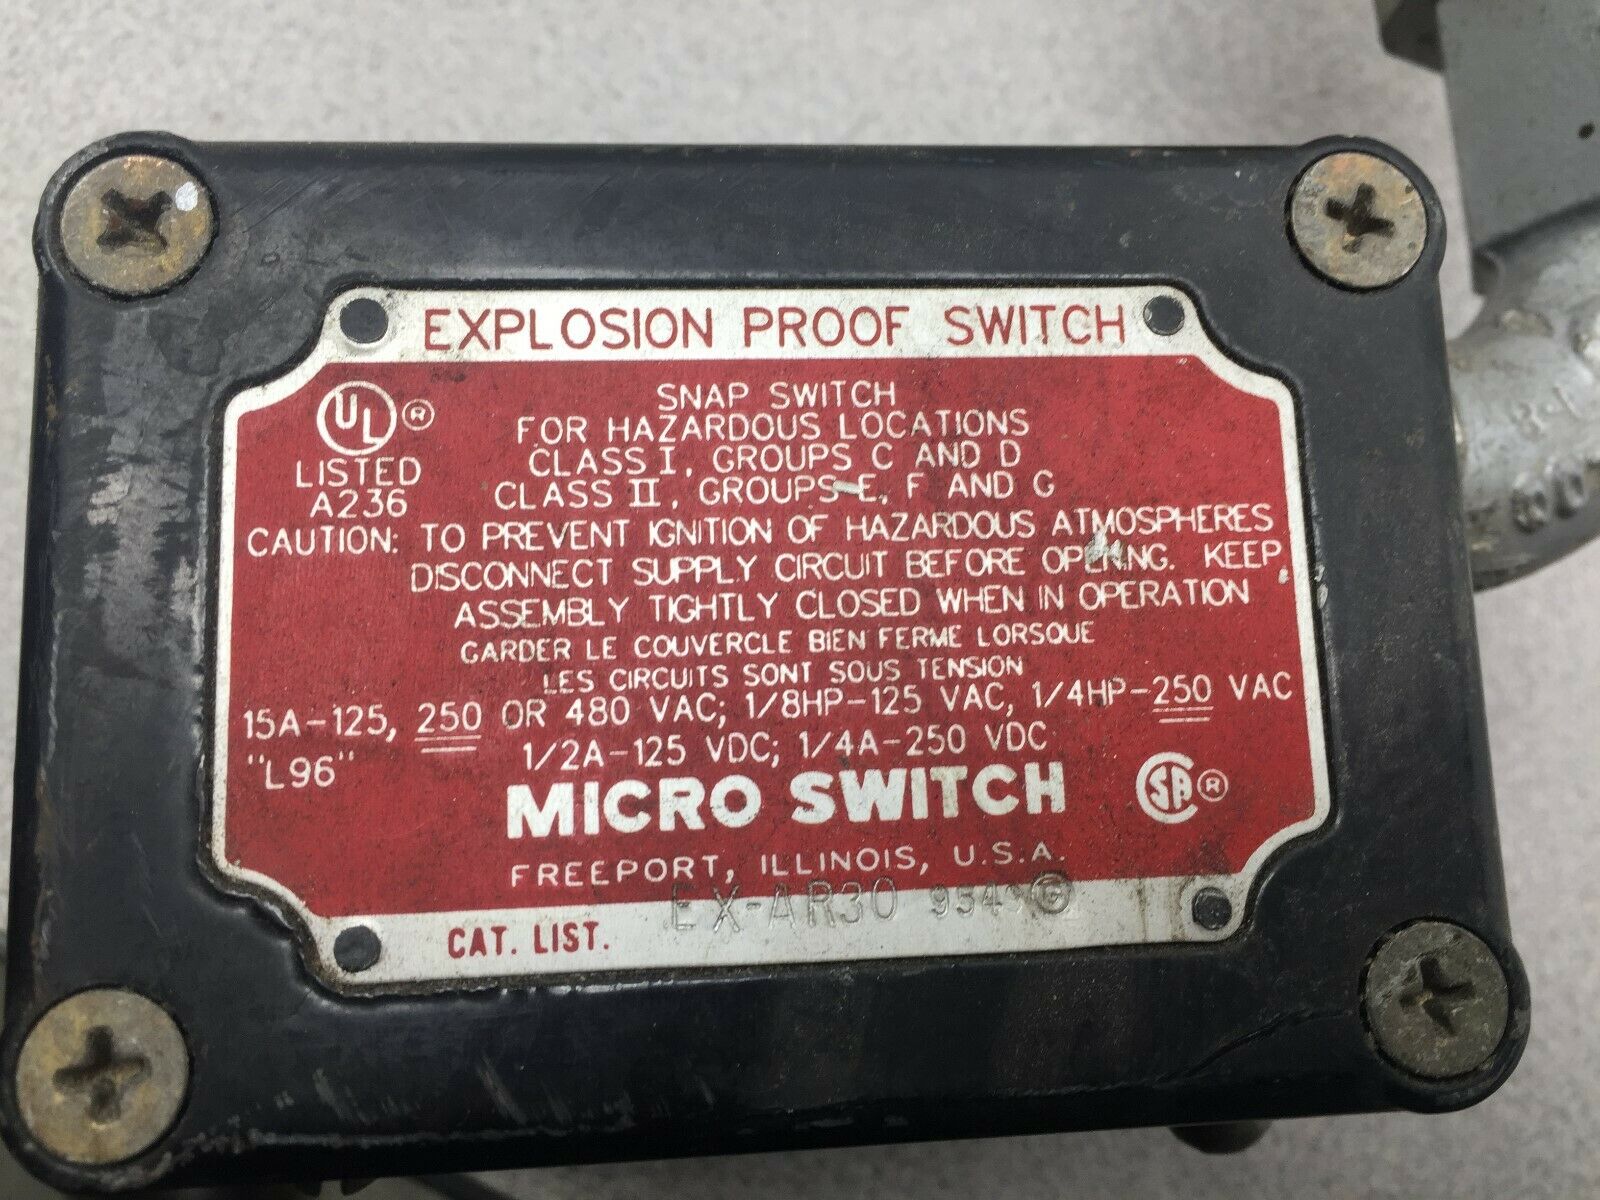 EXPLOSION PROOF SWITCH
UL ®
LISTED
A236
SNAP SWITCH
FOR HAZARDOUS LOCATIONS
CLASS I, GROUPS C AND D
CLASS II, GROUPS E, F AND G
CAUTION: TO PREVENT IGNITION OF HAZARDOUS ATMOSPHERES
DISCONNECT SUPPLY CIRCUIT BEFORE OPENING. KEEP
ASSEMBLY TIGHTLY CLOSED WHEN IN OPERATION
GARDER LE COUVERCLE BIEN FERME LORSQUE
LES CIRCUITS SONT SOUS TENSION
15A-125, 250 OR 480 VAC; 1/8HP-125 VAC, 1/4HP-250 VAC
"L96" 1/2A-125 VDC; 1/4A-250 VDC
MICRO SWITCH
SA ®
FREEPORT, ILLINOIS, U.S.A.
CAT. LIST. EX-AR30